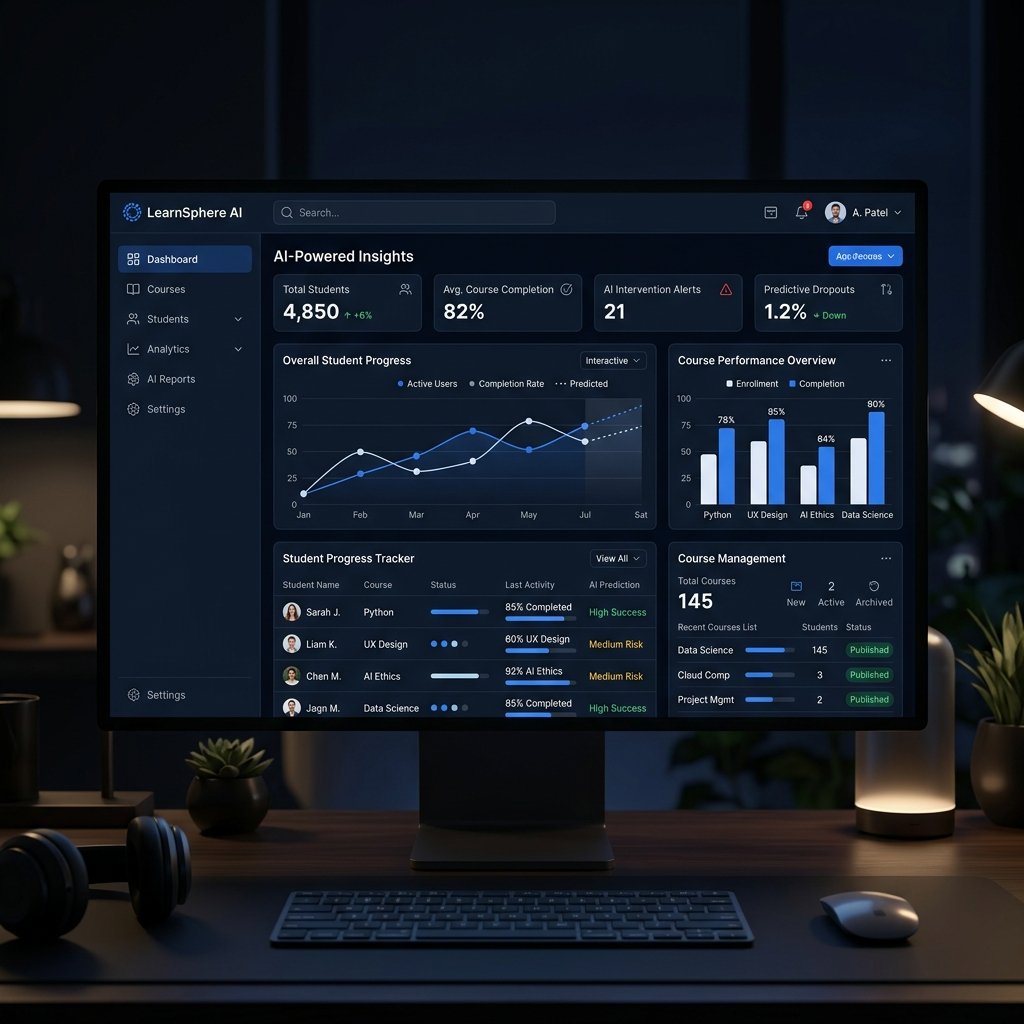 LearnSphere AI
Search...
8
A. Patel
Dashboard
Courses
Students
Analytics
AI Reports
Settings
Settings
AI-Powered Insights
Total Students
4,850 ↑ +6%
Avg. Course Completion
82%
AI Intervention Alerts
21
Predictive Dropouts
1.2% Down
Overall Student Progress
Interactive
Active Users Completion Rate Predicted
100
75
50
25
0
Jan Feb Mar Apr May Jul Sat
Course Performance Overview
...
Enrollment Completion
100
75
50
25
0
78% 85% 64% 90%
Python UX Design AI Ethics Data Science
Student Progress Tracker
View All
Student Name Course Status Last Activity AI Prediction
Sarah J. Python 85% Completed High Success
Liam K. UX Design 60% UX Design Medium Risk
Chen M. AI Ethics 92% AI Ethics Medium Risk
Jagn M. Data Science 85% Completed High Success
Course Management
...
Total Courses
145
2
New Active Archived
Recent Courses List Students Status
Data Science 145 Published
Claud Comp 3 Published
Project Mgmt 2 Published